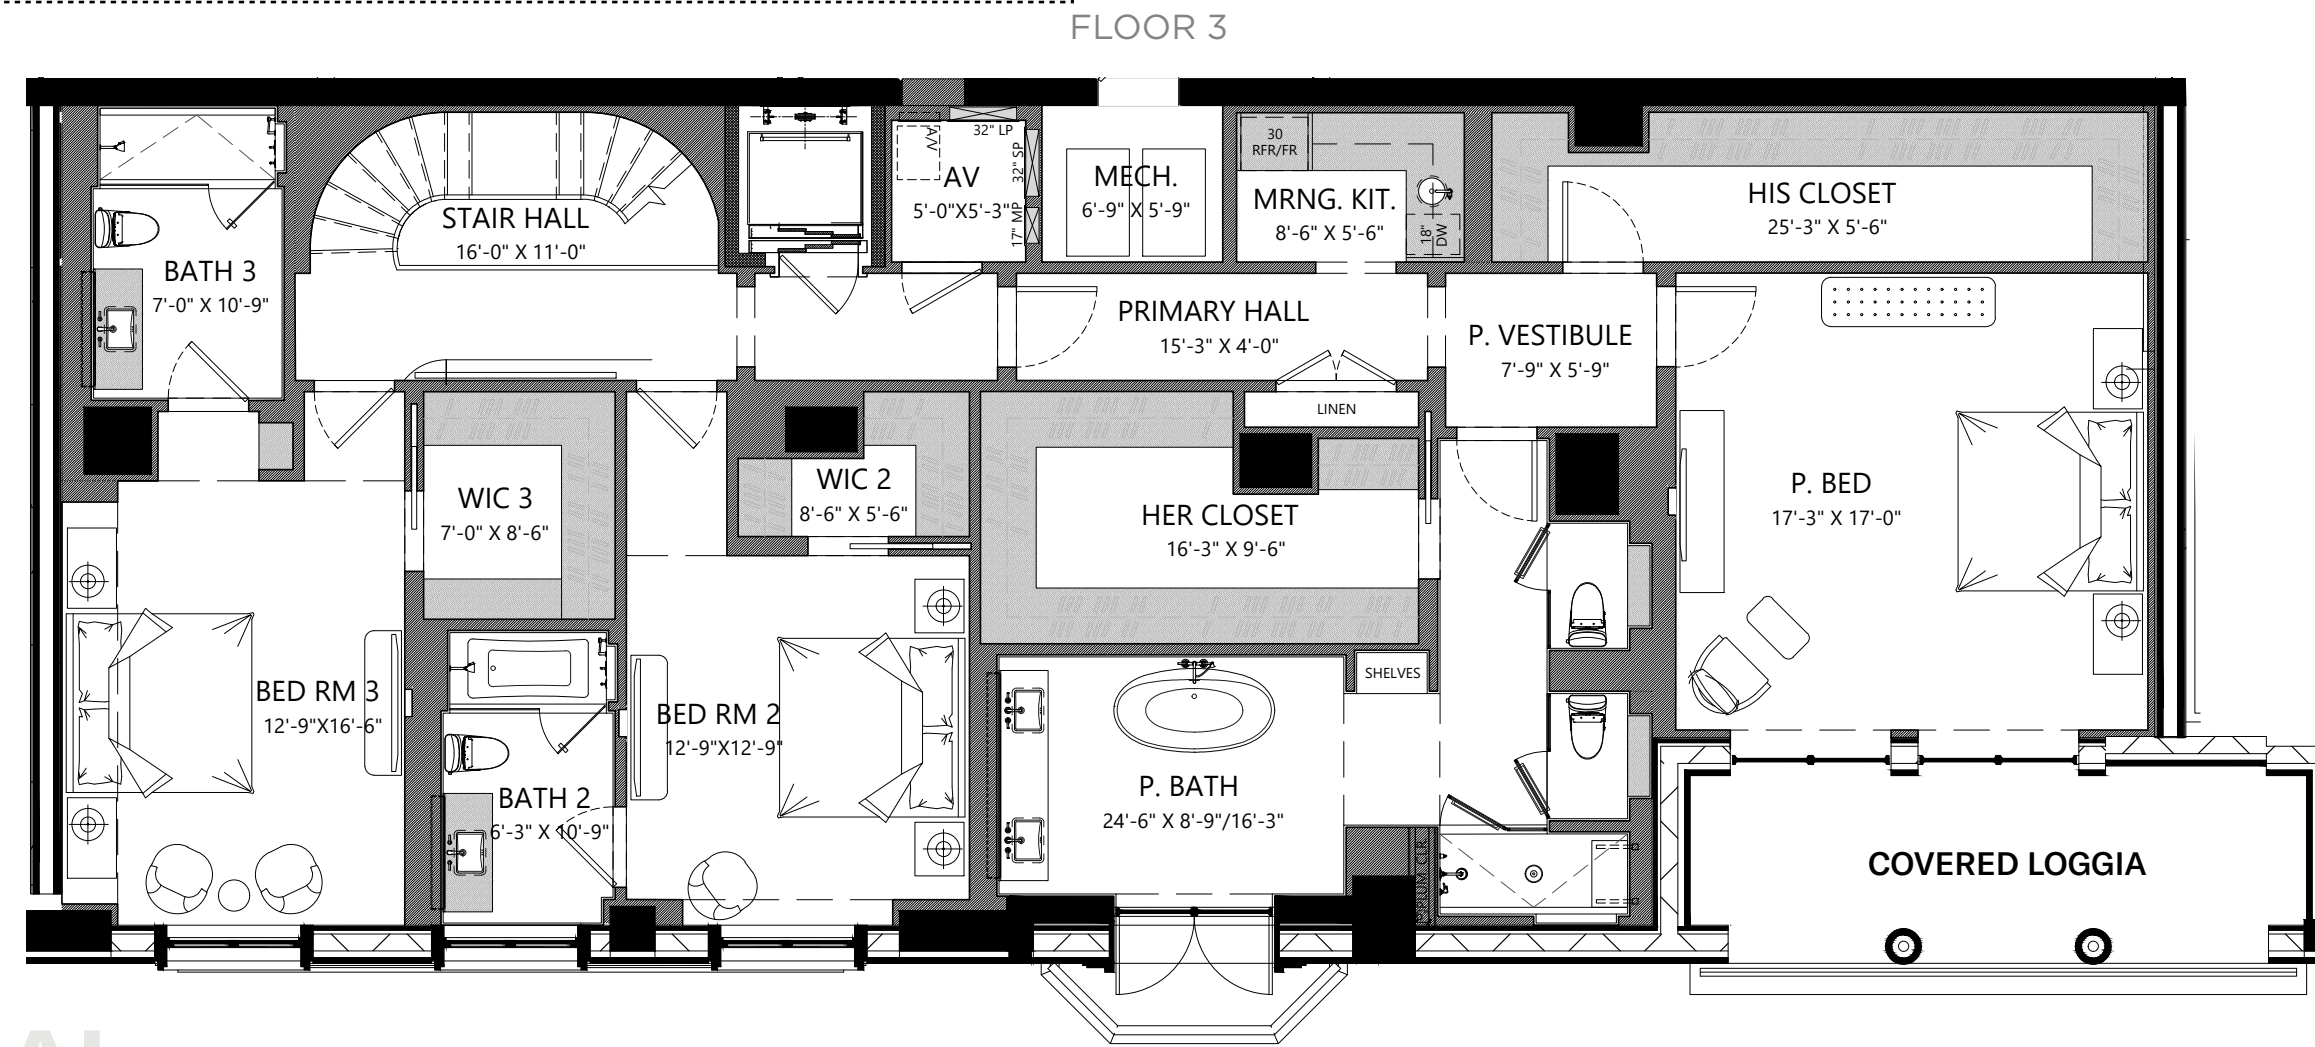 FLOOR 3
BATH 3
7'-0" X 10'-9"
STAIR HALL
16'-0" X 11'-0"
A/V
32" LP
AV
5'-0"X5'-3"
32" SP
17" MP
MECH.
6'-9" X 5'-9"
30
RFR/FR
MRNG. KIT.
8'-6" X 5'-6"
18"
DW
HIS CLOSET
25'-3" X 5'-6"
PRIMARY HALL
15'-3" X 4'-0"
P. VESTIBULE
7'-9" X 5'-9"
LINEN
WIC 3
7'-0" X 8'-6"
WIC 2
8'-6" X 5'-6"
HER CLOSET
16'-3" X 9'-6"
P. BED
17'-3" X 17'-0"
BED RM 3
12'-9"X16'-6"
BED RM 2
12'-9"X12'-9"
SHELVES
BATH 2
6'-3" X 10'-9"
P. BATH
24'-6" X 8'-9"/16'-3"
PLUM CLR.
COVERED LOGGIA